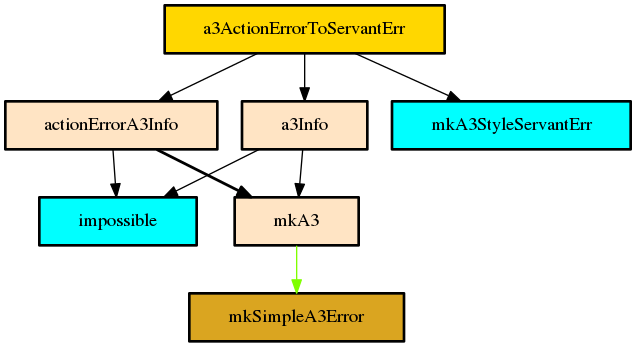 a3ActionErrorToServantErr
actionErrorA3Info
a3Info
mkA3StyleServantErr
impossible
mkA3
mkSimpleA3Error